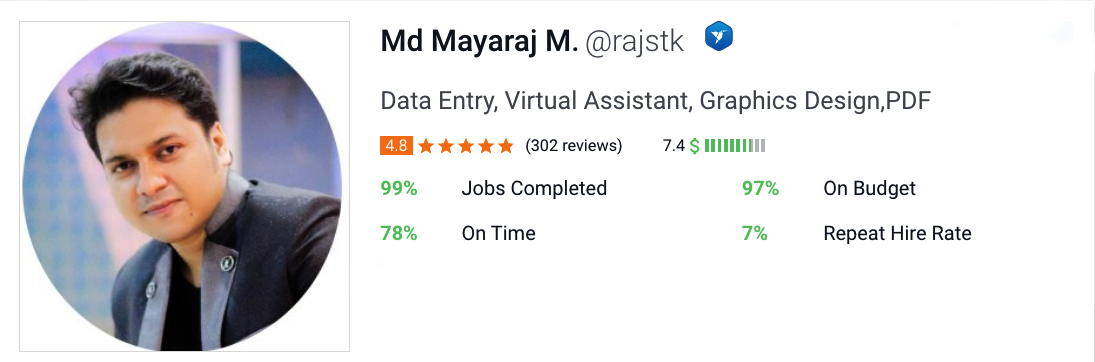 Md Mayaraj M. @rajstk
Data Entry, Virtual Assistant, Graphics Design,PDF
4.8 (302 reviews) 7.4 $
99% Jobs Completed 97% On Budget
78% On Time 7% Repeat Hire Rate